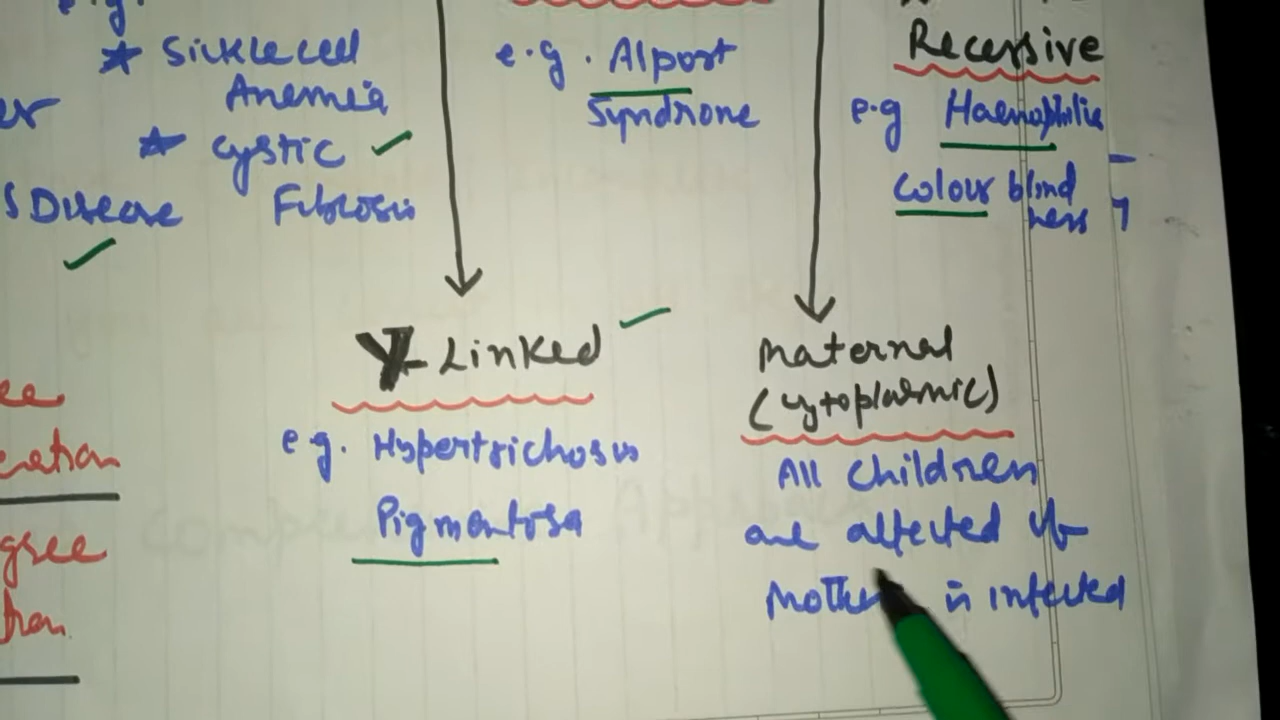 e.g.
★ Sickle cell
Anemia
★ Cystic
Fibrosis
Disease
e.g. Alport
Syndrome
Recessive
e.g Haemophilia
Colour blind
ness
Y-Linked
e.g. Hypertrichosis
Pigmentosa
Maternal
(cytoplasmic)
All Children
are affected if
Mother is infected